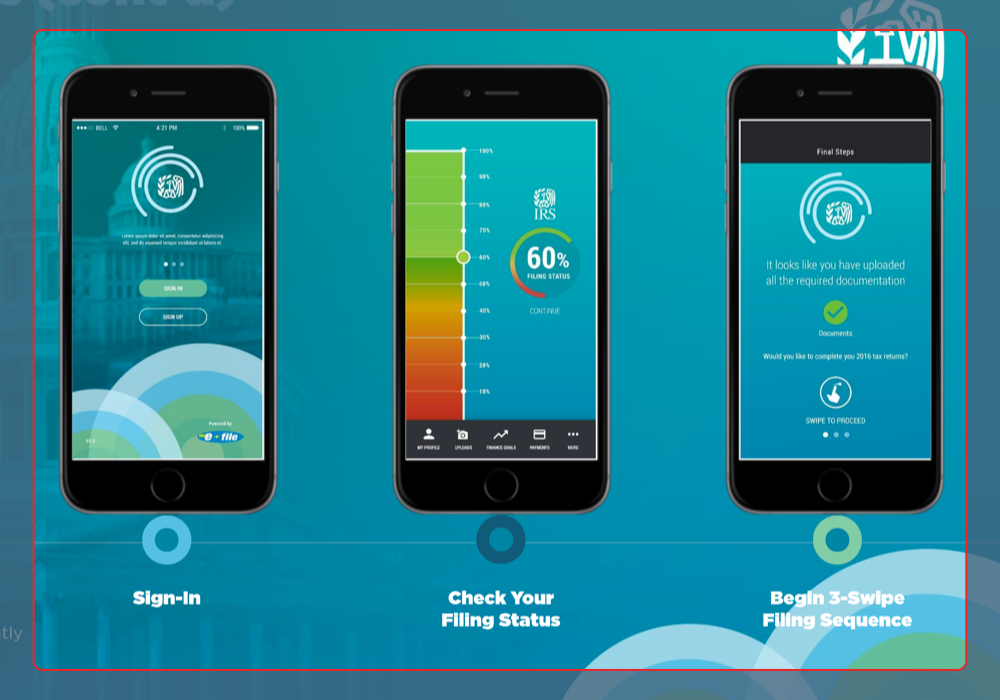 BELL
4:21 PM
100%
Lorem ipsum dolor sit amet, consectetur adipiscing
elit, sed do eiusmod tempor incididunt ut labore et.
SIGN IN
SIGN UP
Powered by
e file
Sign-In
100%
90%
80%
70%
60%
50%
40%
30%
20%
10%
IRS
60%
FILING STATUS
CONTINUE
MY PROFILE
UPLOADS
FINANCE GOALS
PAYMENTS
MORE
Check Your
Filing Status
Final Steps
It looks like you have uploaded
all the required documentation
Documents
Would you like to complete you 2016 tax returns?
SWIPE TO PROCEED
Begin 3-Swipe
Filing Sequence
tly